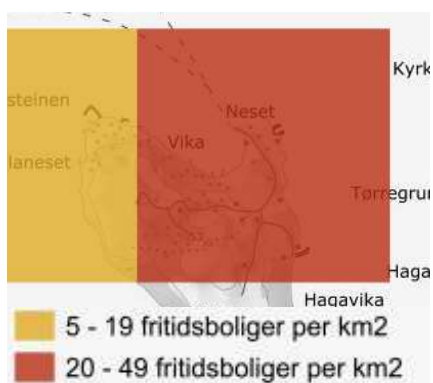 Kyrk
steinen
Neset
Vika
laneset
Tørregrun
Haga
Hagavika
5 - 19 fritidsboliger per km2
20 - 49 fritidsboliger per km2